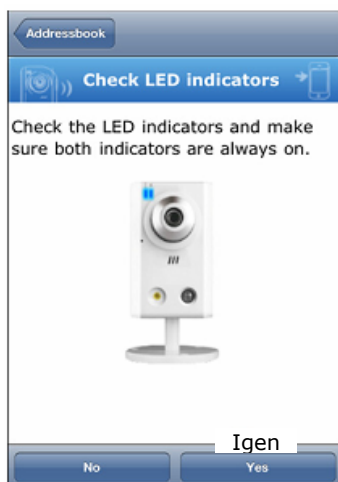 Addressbook
Check LED indicators
Check the LED indicators and make
sure both indicators are always on.
Igen
No Yes